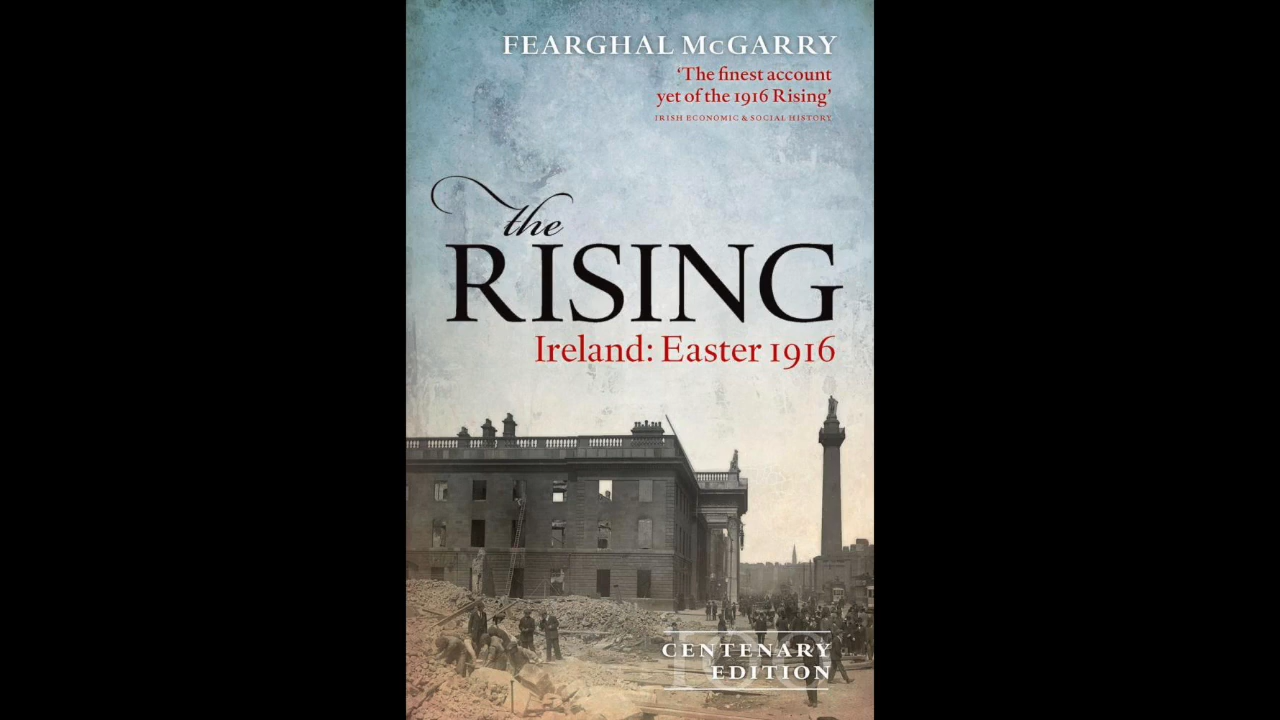 FEARGHAL McGARRY
‘The finest account
yet of the 1916 Rising’
IRISH ECONOMIC & SOCIAL HISTORY
the
RISING
Ireland: Easter 1916
100
CENTENARY
EDITION